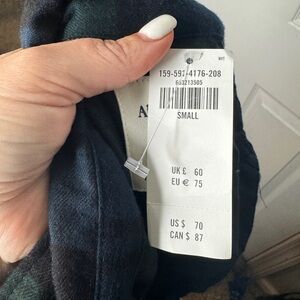 159-591-4176-208
SMALL
UK £ 60
EU € 75
US $ 70
CAN $ 87